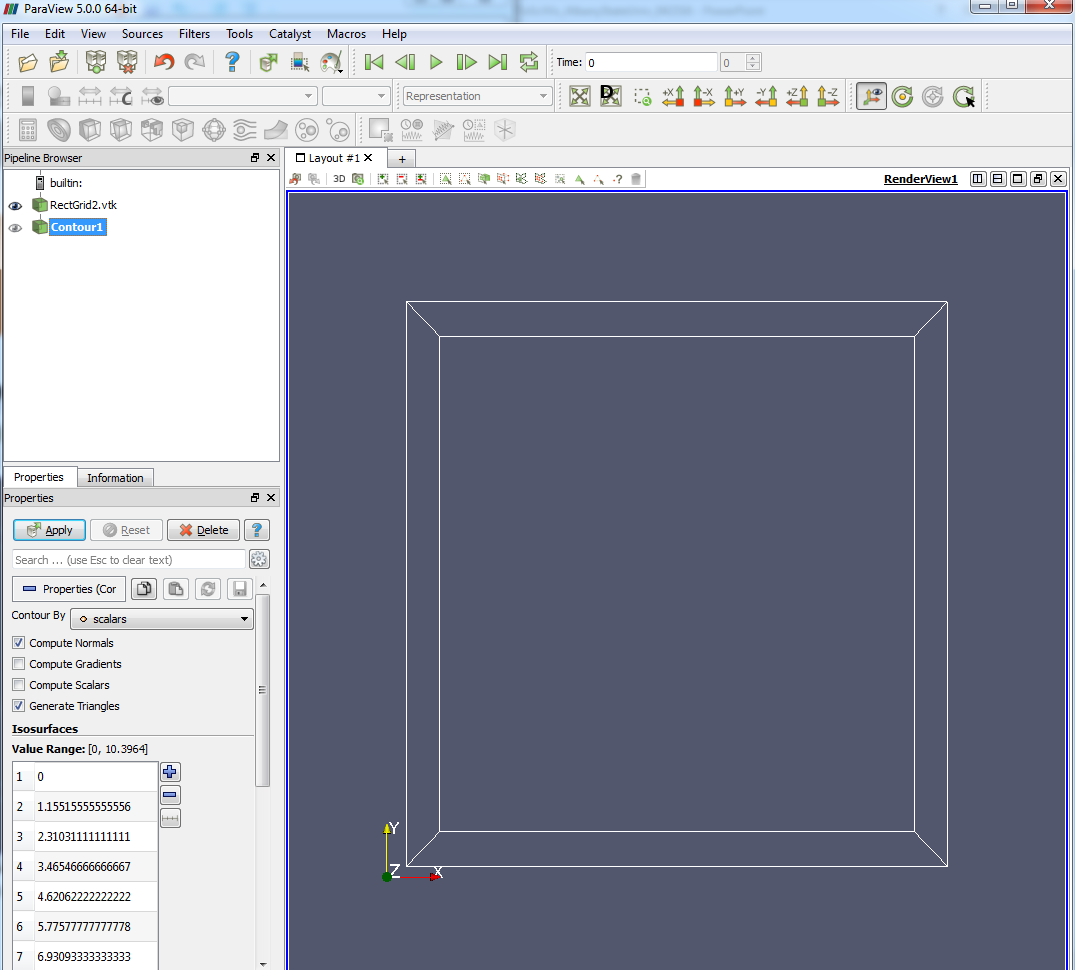 ParaView 5.0.0 64-bit
File Edit View Sources Filters Tools Catalyst Macros Help
Time: 0 0
Representation
D +X -X +Y -Y +Z -Z
Pipeline Browser
Layout #1
3D
RenderView1
builtin:
RectGrid2.vtk
Contour1
Properties Information
Properties
Apply Reset Delete ?
Search ... (use Esc to clear text)
Properties (Cor
Contour By scalars
Compute Normals
Compute Gradients
Compute Scalars
Generate Triangles
Isosurfaces
Value Range: [0, 10.3964]
1 0
2 1.15515555555556
3 2.31031111111111
4 3.46546666666667
5 4.62062222222222
6 5.77577777777778
7 6.93093333333333
Y
Z X